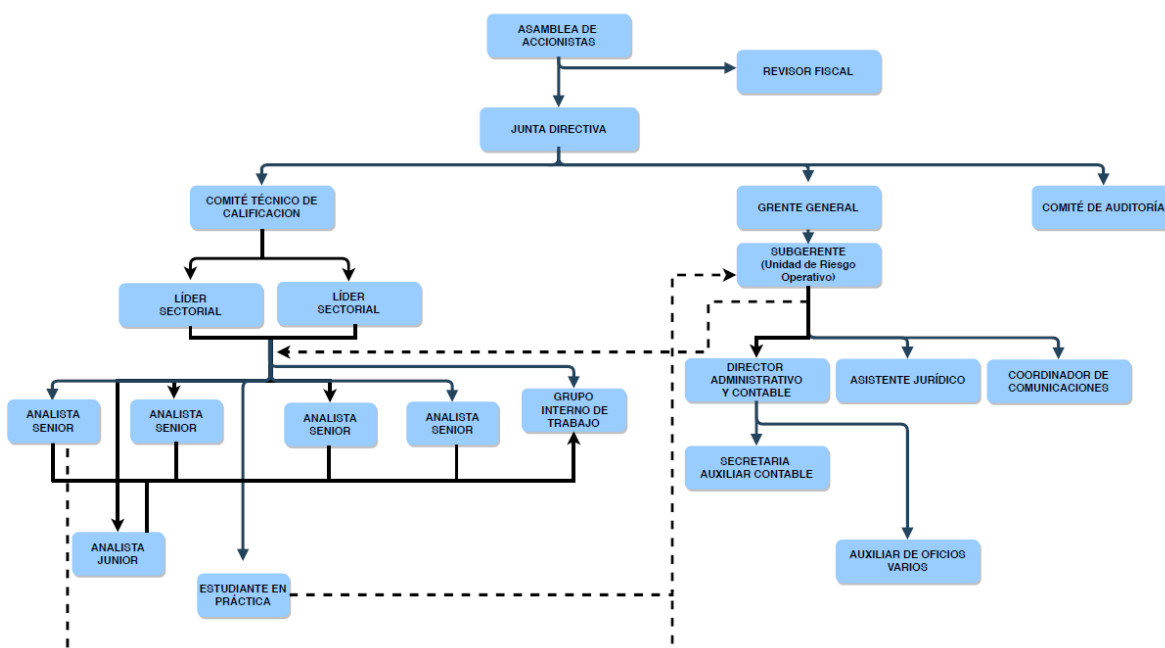 ASAMBLEA DE
ACCIONISTAS
REVISOR FISCAL
JUNTA DIRECTIVA
COMITÉ TÉCNICO DE
CALIFICACION
GRENTE GENERAL
COMITÉ DE AUDITORÍA
SUBGERENTE
(Unidad de Riesgo
Operativo)
LÍDER
SECTORIAL
LÍDER
SECTORIAL
DIRECTOR
ADMINISTRATIVO
Y CONTABLE
ASISTENTE JURÍDICO
COORDINADOR DE
COMUNICACIONES
ANALISTA
SENIOR
ANALISTA
SENIOR
ANALISTA
SENIOR
ANALISTA
SENIOR
GRUPO
INTERNO DE
TRABAJO
SECRETARIA
AUXILIAR CONTABLE
ANALISTA
JUNIOR
AUXILIAR DE OFICIOS
VARIOS
ESTUDIANTE EN
PRÁCTICA